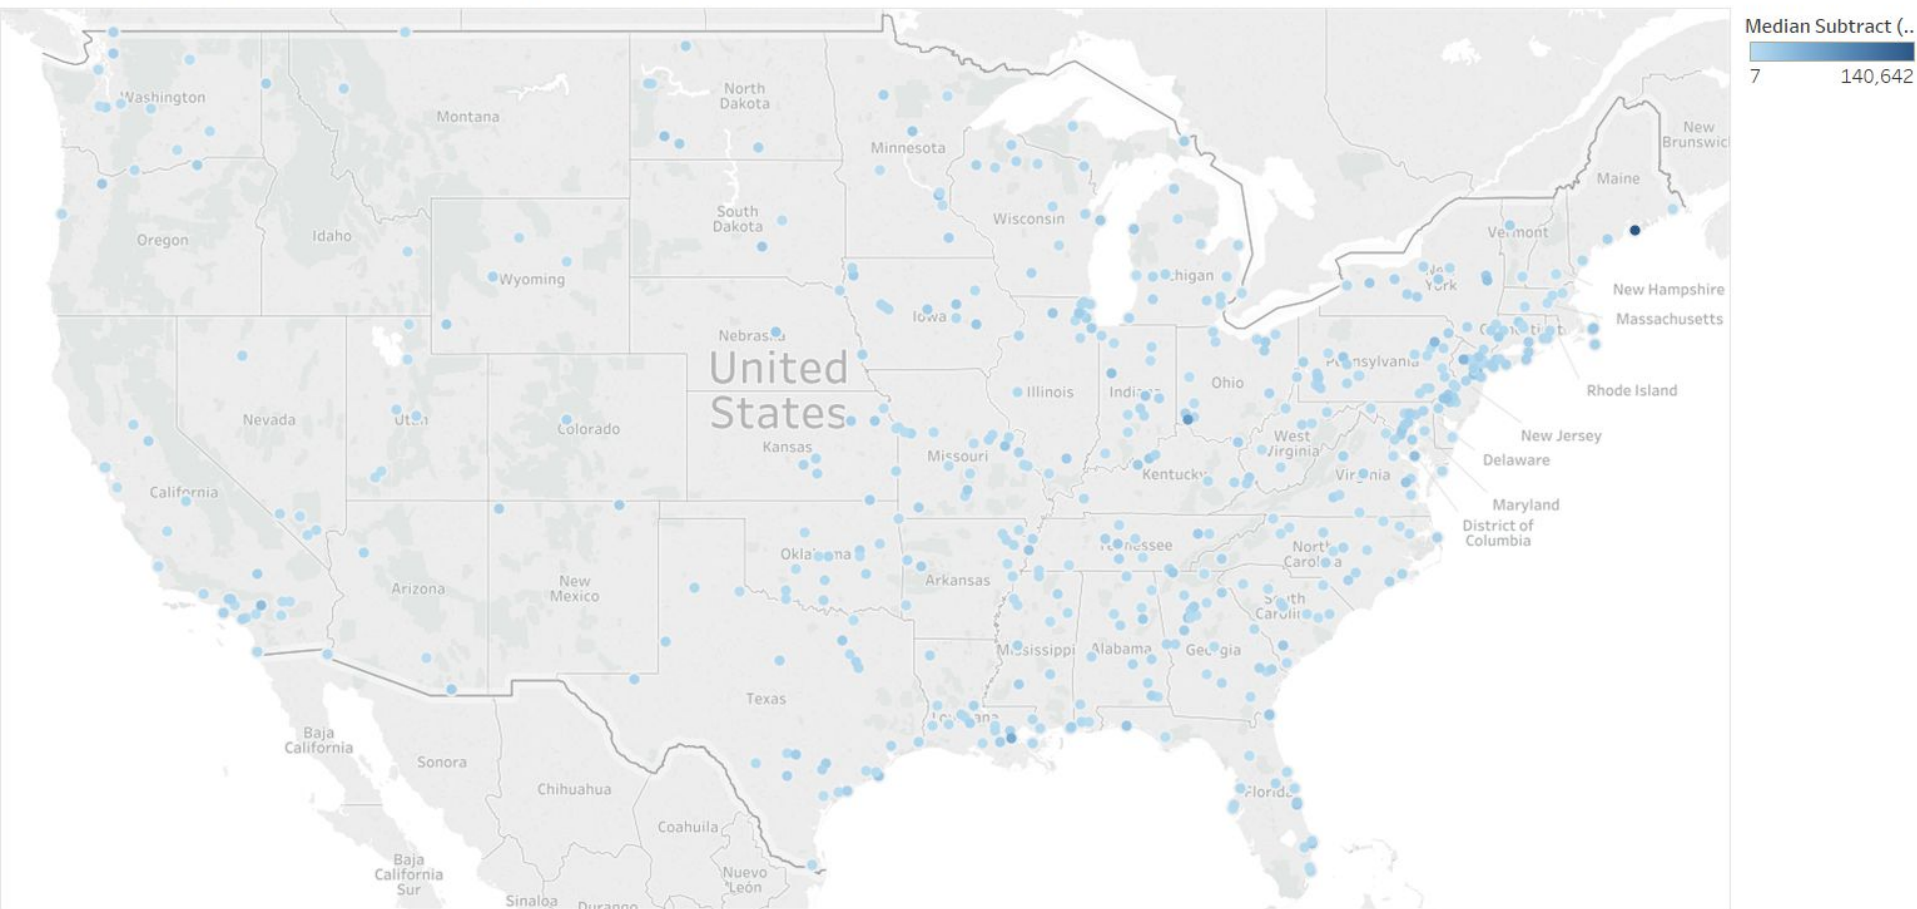 Median Subtract (..
7 140,642
Washington
Montana
North
Dakota
Minnesota
New
Brunswic
Maine
Oregon
Idaho
South
Dakota
Wisconsin
Vermont
Wyoming
New Hampshire
Massachusetts
Iowa
Nebras
United
States
Nevada
Colorado
Illinois
Ohio
Rhode Island
Kansas
Missouri
West
Virginia
New Jersey
Delaware
California
Kentucky
Maryland
District of
Columbia
Arizona
New
Mexico
Arkansas
Texas
Mississippi
Alabama
Baja
California
Sonora
Chihuahua
Coahuila
Baja
California
Sur
Nuevo
León
Sinaloa
Durango